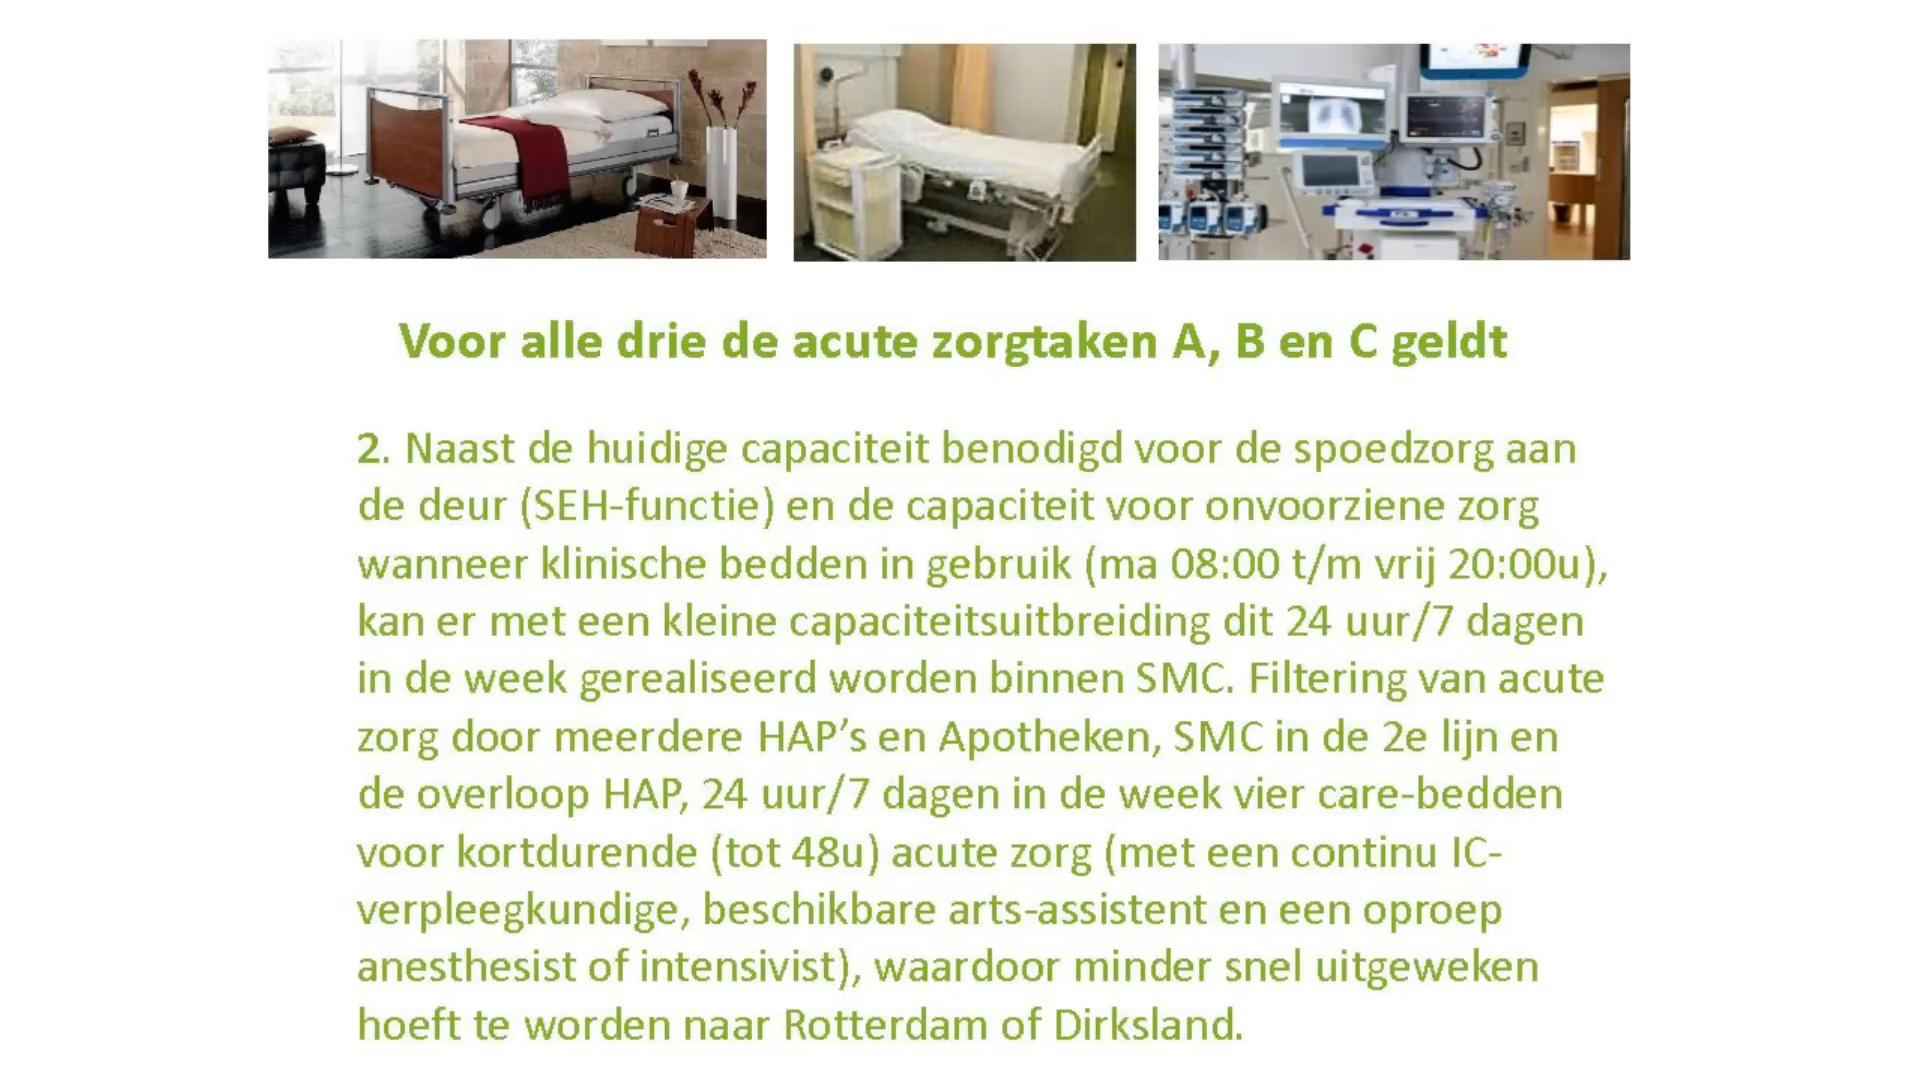 Voor alle drie de acute zorgtaken A, B en C geldt
2. Naast de huidige capaciteit benodigd voor de spoedzorg aan
de deur (SEH-functie) en de capaciteit voor onvoorziene zorg
wanneer klinische bedden in gebruik (ma 08:00 t/m vrij 20:00u),
kan er met een kleine capaciteitsuitbreiding dit 24 uur/7 dagen
in de week gerealiseerd worden binnen SMC. Filtering van acute
zorg door meerdere HAP’s en Apotheken, SMC in de 2e lijn en
de overloop HAP, 24 uur/7 dagen in de week vier care-bedden
voor kortdurende (tot 48u) acute zorg (met een continu IC-
verpleegkundige, beschikbare arts-assistent en een oproep
anesthesist of intensivist), waardoor minder snel uitgeweken
hoeft te worden naar Rotterdam of Dirksland.